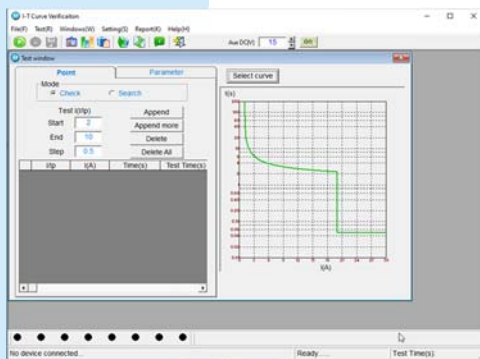 I-T Curve Verificaiton
File(F) Test(R) Windows(W) Setting(S) Report(K) Help(H)
Aux DC(V) 15 On
Test window
Point Parameter
Mode
Check Search
Test I(I/Ip)
Start 2
End 10
Step 0.5
Append
Append more
Delete
Delete All
I/Ip I(A) Time(s) Test Time(s)
Select curve
t(s)
I(A)
No device connected... Ready...... Test Time(s):